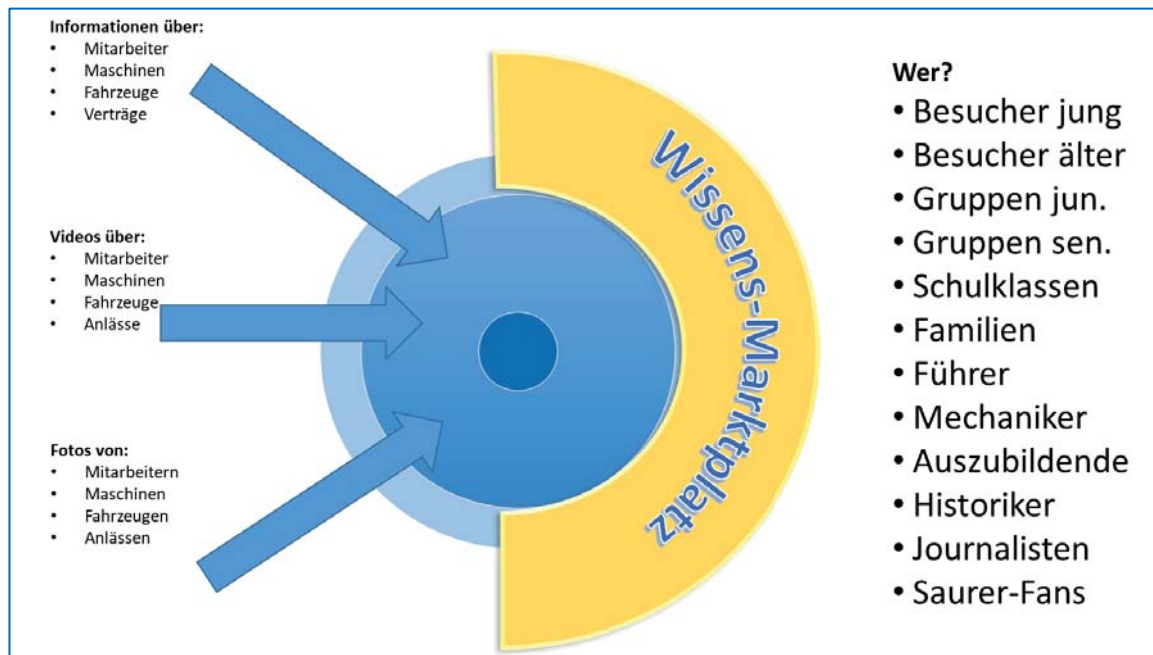 Informationen über:
• Mitarbeiter
• Maschinen
• Fahrzeuge
• Verträge
Videos über:
• Mitarbeiter
• Maschinen
• Fahrzeuge
• Anlässe
Fotos von:
• Mitarbeitern
• Maschinen
• Fahrzeugen
• Anlässen
Wissens-Marktplatz
Wer?
• Besucher jung
• Besucher älter
• Gruppen jun.
• Gruppen sen.
• Schulklassen
• Familien
• Führer
• Mechaniker
• Auszubildende
• Historiker
• Journalisten
• Saurer-Fans